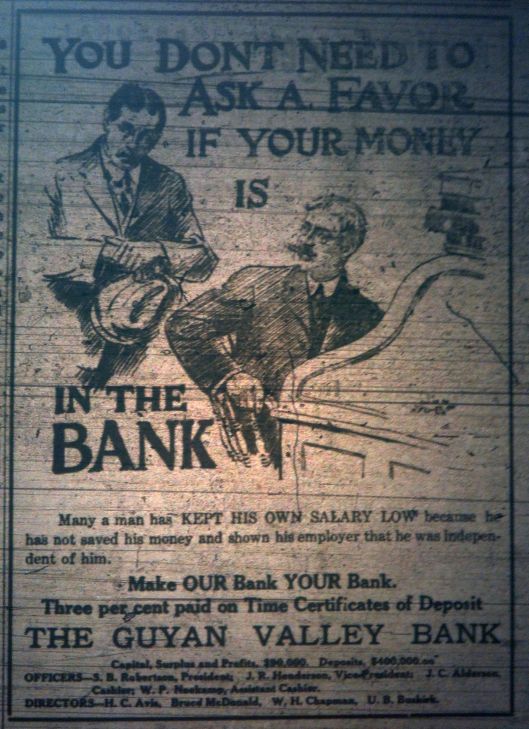 YOU DONT NEED TO
ASK A FAVOR
IF YOUR MONEY
IS
IN THE
BANK
Many a man has KEPT HIS OWN SALARY LOW because he
has not saved his money and shown his employer that he was indepen-
dent of him.
Make OUR Bank YOUR Bank.
Three per cent paid on Time Certificates of Deposit
THE GUYAN VALLEY BANK
Capital, Surplus and Profits, $90,000. Deposits, $400,000.00
OFFICERS—S. B. Robertson, President; J. R. Henderson, Vice-President; J. C. Alderson,
Cashier; W. P. Neekamp, Assistant Cashier.
DIRECTORS—H. C. Avis, Bruce McDonald, W. H. Chapman, U. B. Buskirk.